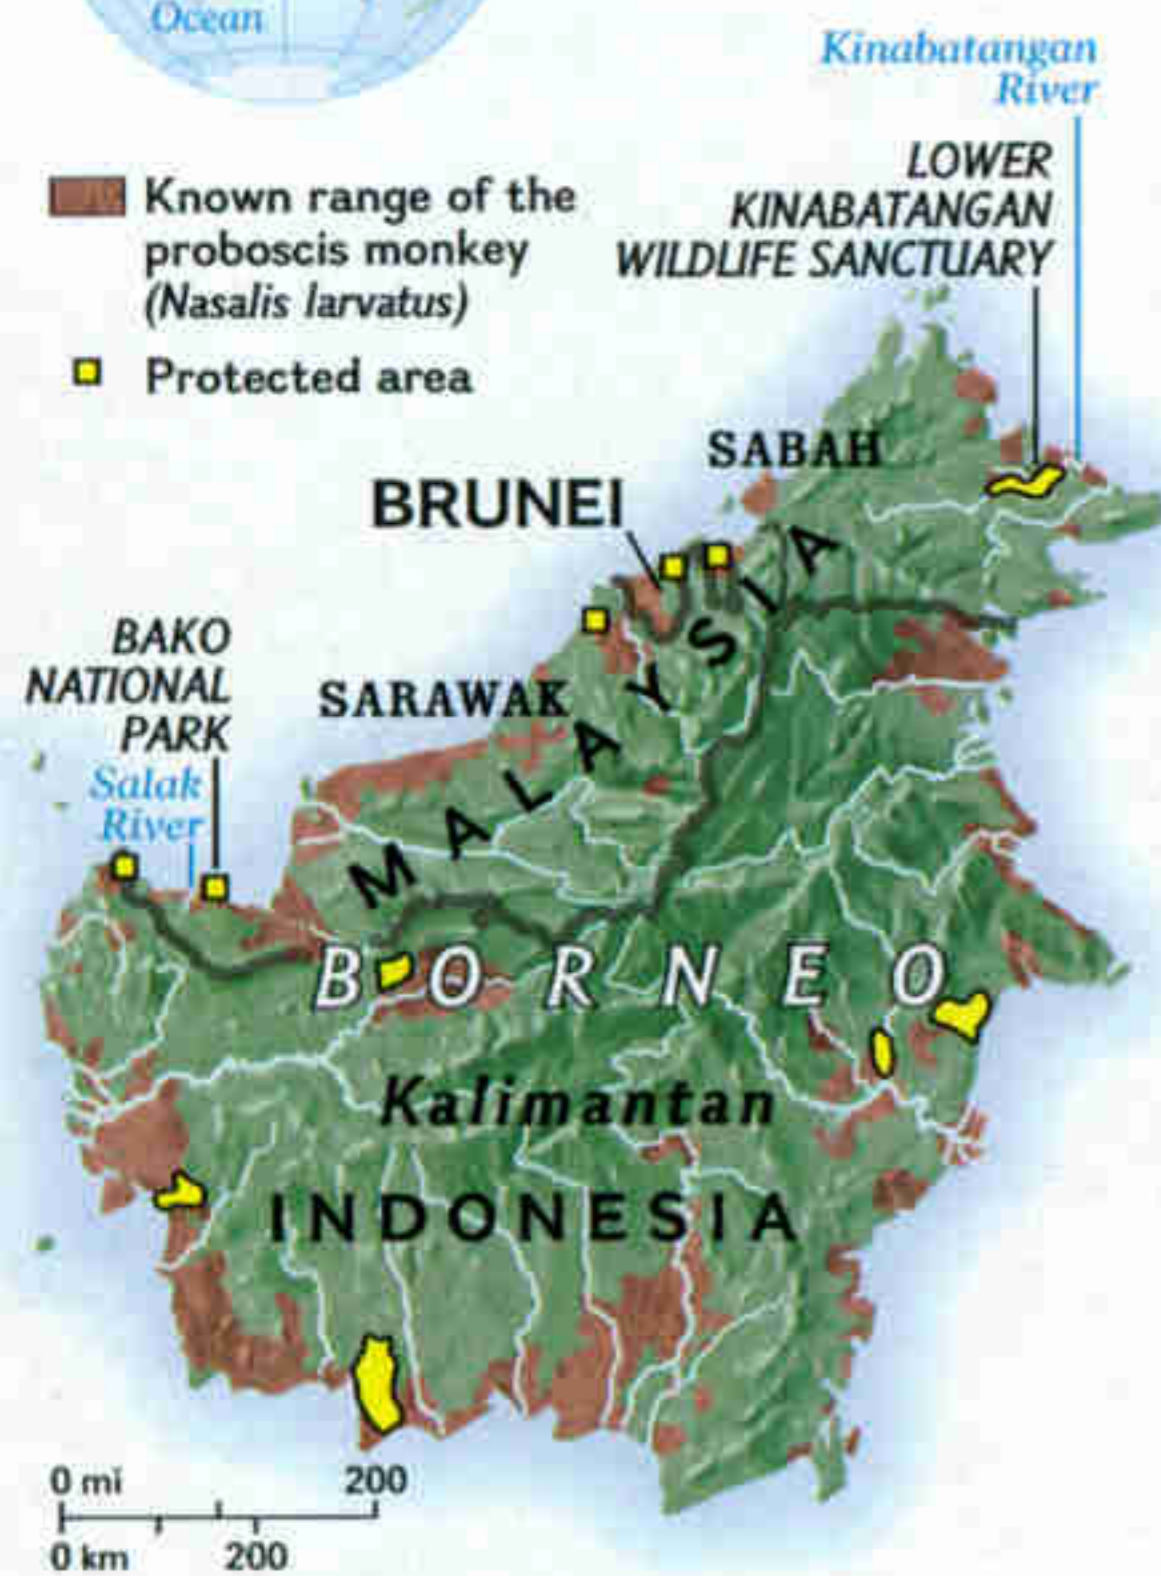 Ocean
Kinabatangan
River
LOWER
KINABATANGAN
WILDLIFE SANCTUARY
Known range of the
proboscis monkey
(Nasalis larvatus)
Protected area
SABAH
BRUNEI
BAKO
NATIONAL
PARK
SARAWAK
MALAYSIA
Salak
River
BORNEO
Kalimantan
INDONESIA
0 mi 200
0 km 200